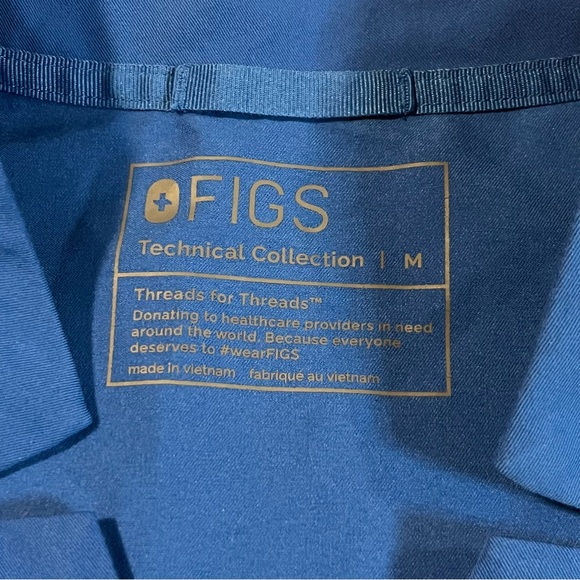 FIGS
Technical Collection | M
Threads for Threads™
Donating to healthcare providers in need
around the world. Because everyone
deserves to #wearFIGS
made in vietnam fabriqué au vietnam